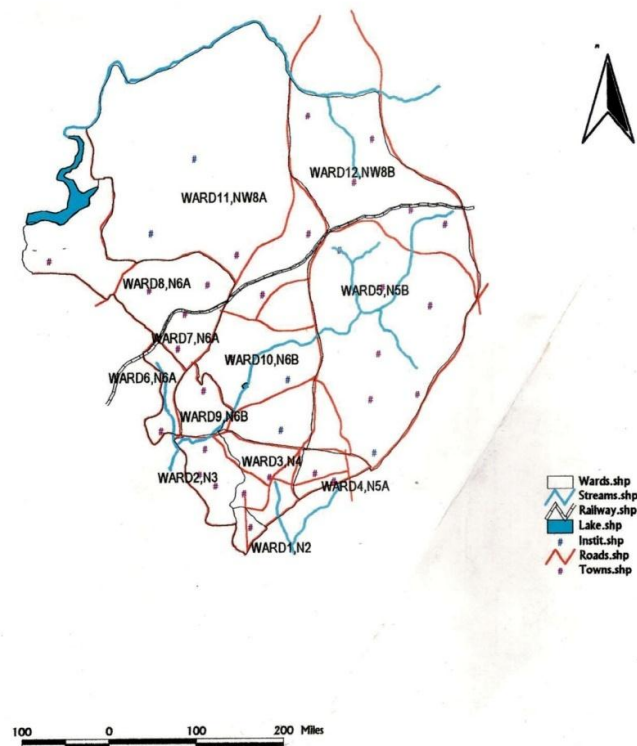 WARD12,NW8B
WARD11,NW8A
WARD8,N6A
WARD5,N5B
WARD7,N6A
WARD10,N6B
WARD6,N6A
WARD9,N6B
WARD3,N4
WARD2,N3
WARD4,N5A
WARD1,N2
Wards.shp
Streams.shp
Railway.shp
Lake.shp
# Instit.shp
Roads.shp
# Towns.shp
100 0 100 200 Miles